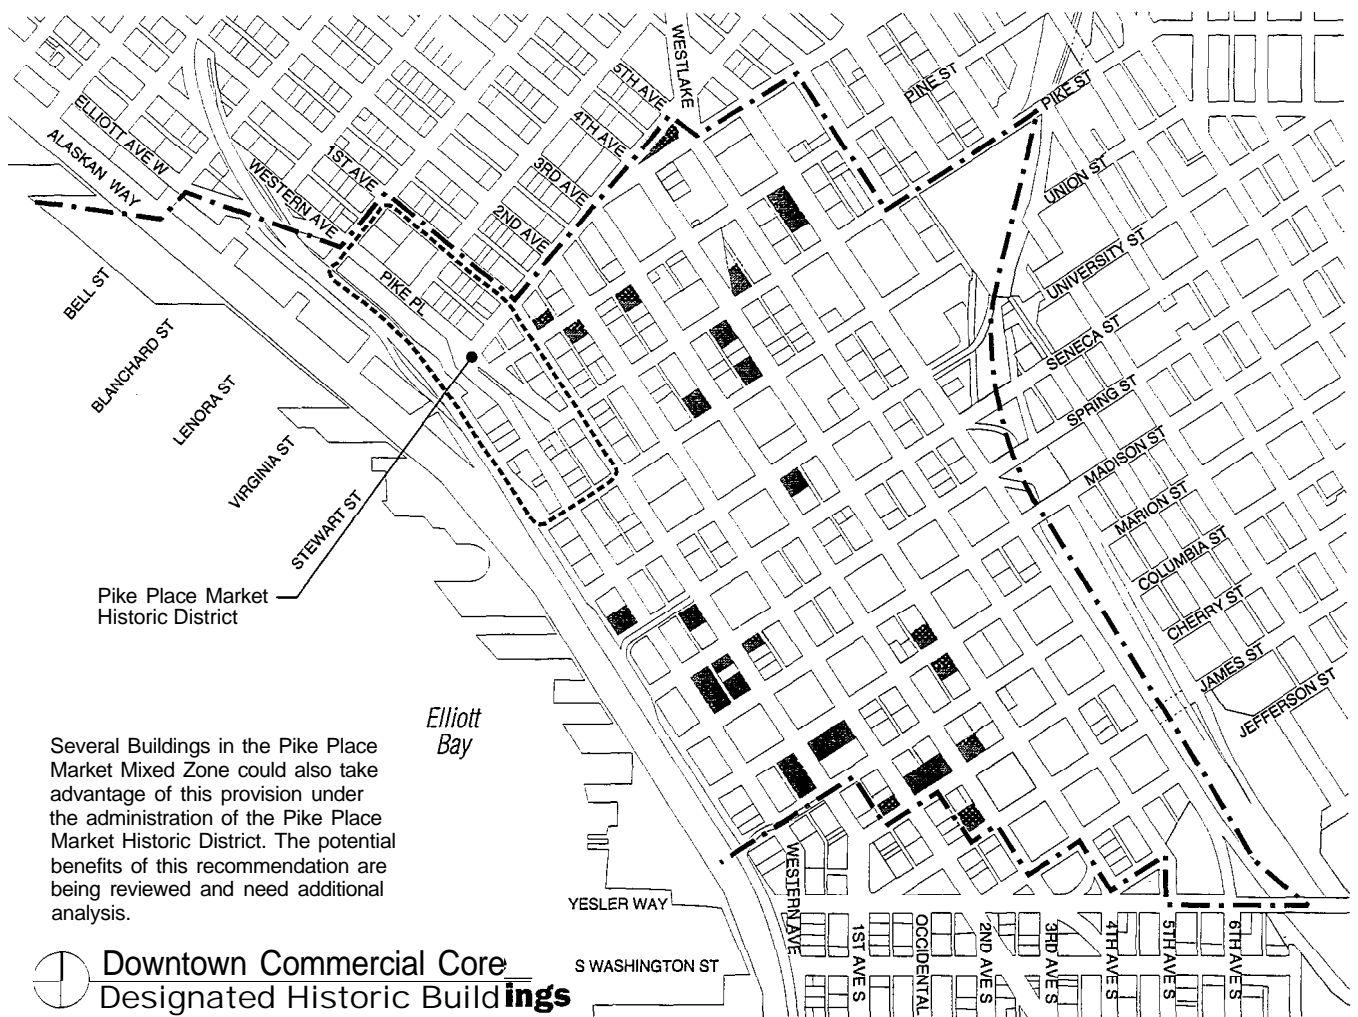 WESTLAKE
5TH AVE
4TH AVE
3RD AVE
2ND AVE
1ST AVE
WESTERN AVE
ELLIOTT AVE W
ALASKAN WAY
PINE ST
PIKE ST
UNION ST
UNIVERSITY ST
SENECA ST
SPRING ST
MADISON ST
MARION ST
COLUMBIA ST
CHERRY ST
JAMES ST
JEFFERSON ST
PIKE PL
BELL ST
BLANCHARD ST
LENORA ST
VIRGINIA ST
STEWART ST
Pike Place Market
Historic District
Elliott
Bay
Several Buildings in the Pike Place
Market Mixed Zone could also take
advantage of this provision under
the administration of the Pike Place
Market Historic District. The potential
benefits of this recommendation are
being reviewed and need additional
analysis.
YESLER WAY
S WASHINGTON ST
WESTERN AVE
1ST AVE S
OCCIDENTAL
2ND AVE S
3RD AVE S
4TH AVE S
5TH AVE S
6TH AVE S
Downtown Commercial Core
Designated Historic Buildings